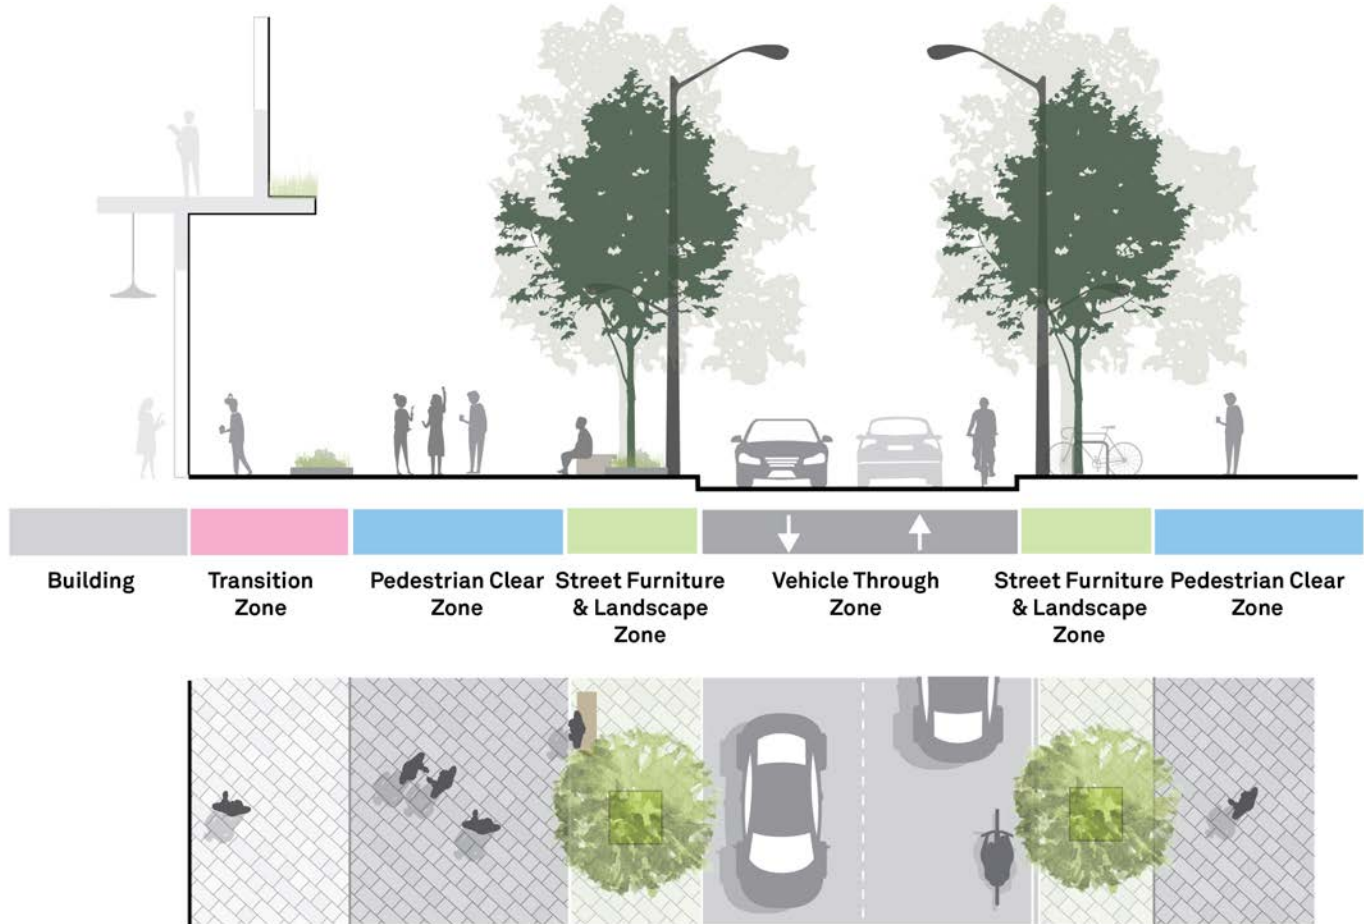 Building
Transition
Zone
Pedestrian Clear
Zone
Street Furniture
& Landscape
Zone
Vehicle Through
Zone
Street Furniture
& Landscape
Zone
Pedestrian Clear
Zone